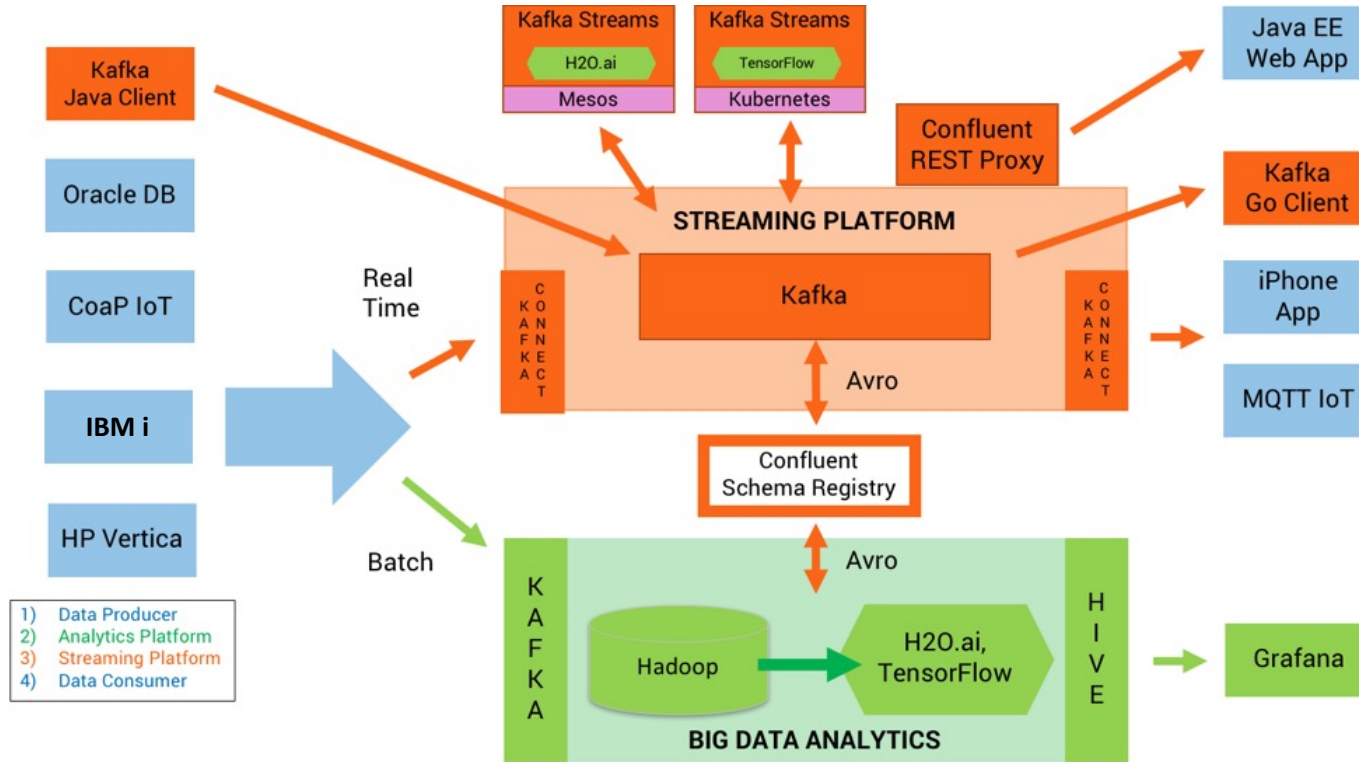 Kafka
Java Client
Oracle DB
CoaP IoT
IBM i
HP Vertica
1) Data Producer
2) Analytics Platform
3) Streaming Platform
4) Data Consumer
Real
Time
Batch
Kafka Streams
H2O.ai
Mesos
Kafka Streams
TensorFlow
Kubernetes
Confluent
REST Proxy
STREAMING PLATFORM
KAFKA
CONNECT
Kafka
KAFKA
CONNECT
Avro
Confluent
Schema Registry
Avro
KAFKA
Hadoop
H2O.ai,
TensorFlow
HIVE
BIG DATA ANALYTICS
Java EE
Web App
Kafka
Go Client
iPhone
App
MQTT IoT
Grafana